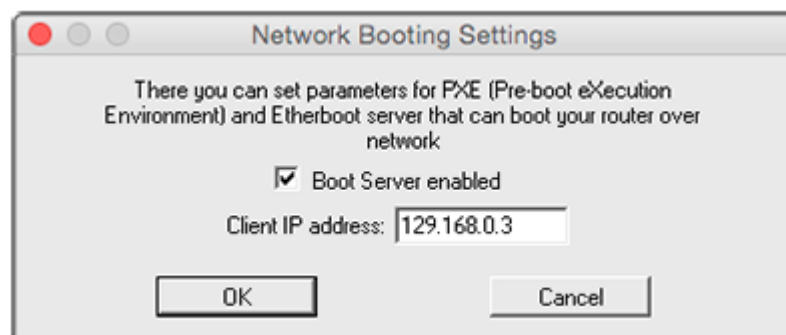 Network Booting Settings
There you can set parameters for PXE (Pre-boot eXecution
Environment) and Etherboot server that can boot your router over
network
Boot Server enabled
Client IP address: 129.168.0.3
OK Cancel